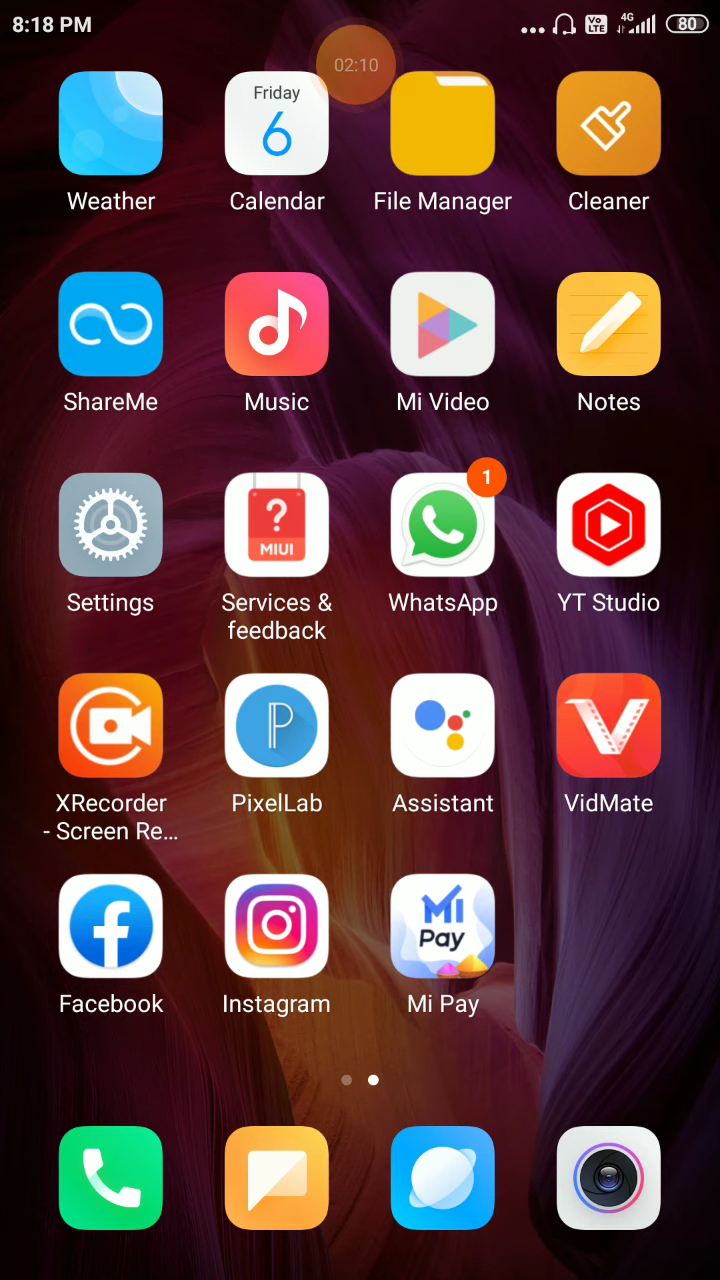 8:18 PM
Vo
LTE
4G
80
02:10
Friday
6
Weather
Calendar
File Manager
Cleaner
ShareMe
Music
Mi Video
Notes
?
MIUI
1
Settings
Services &
feedback
WhatsApp
YT Studio
P
V
XRecorder
- Screen Re...
PixelLab
Assistant
VidMate
f
MI
Pay
Facebook
Instagram
Mi Pay